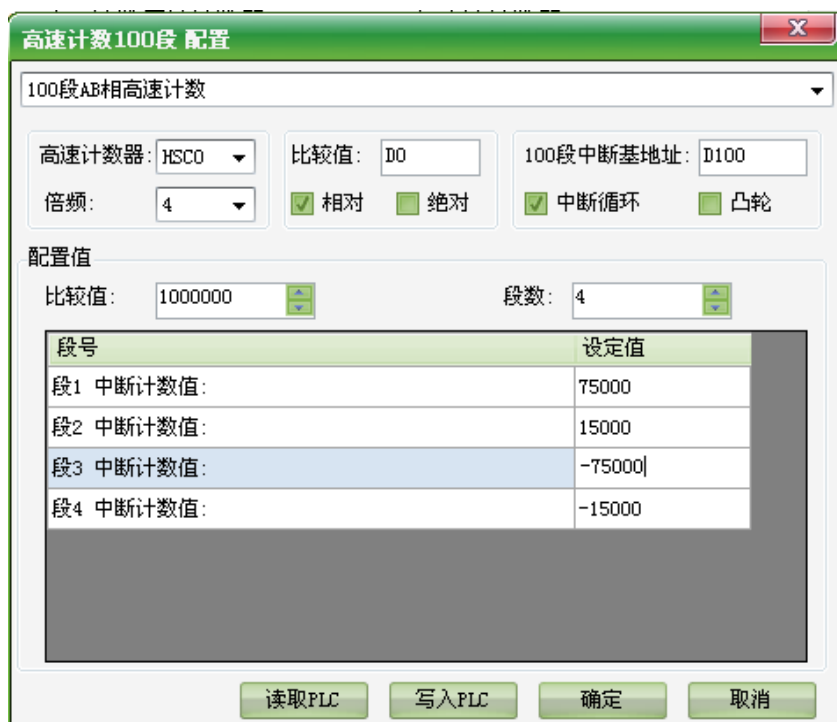 高速计数100段 配置
100段AB相高速计数
高速计数器: HSC0 比较值: D0 100段中断基地址: D100
倍频: 4 相对 绝对 中断循环 凸轮
配置值
比较值: 1000000 段数: 4
段号 设定值
段1 中断计数值: 75000
段2 中断计数值: 15000
段3 中断计数值: -75000
段4 中断计数值: -15000
读取PLC 写入PLC 确定 取消